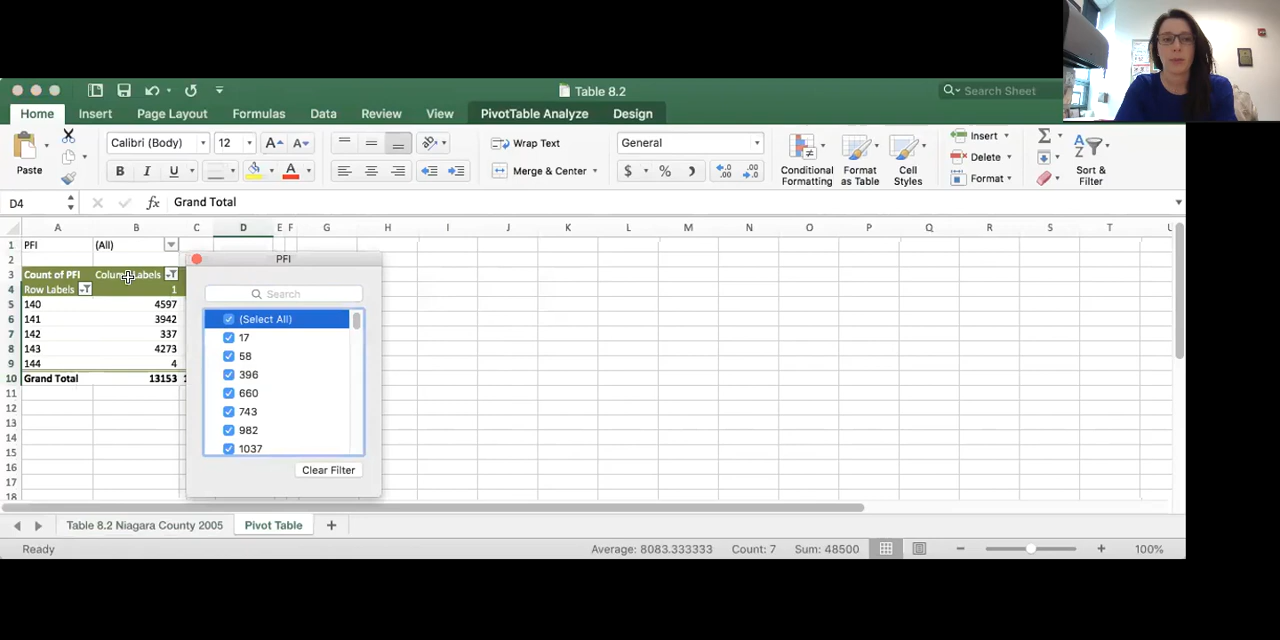 Table 8.2
Search Sheet
Home Insert Page Layout Formulas Data Review View PivotTable Analyze Design
Paste
Calibri (Body) 12 A A
B I U A
Wrap Text
Merge & Center
General
$ % )
Conditional Formatting
Format as Table
Cell Styles
Insert
Delete
Format
Sort & Filter
D4 fx Grand Total
A B C D E F G H I J K L M N O P Q R S T U
1 PFI (All)
2
3 Count of PFI Column Labels
4 Row Labels 1
5 140 4597
6 141 3942
7 142 337
8 143 4273
9 144 4
10 Grand Total 13153 1
11
12
13
14
15
16
17
18
PFI
Search
(Select All)
17
58
396
660
743
982
1037
Clear Filter
Table 8.2 Niagara County 2005 Pivot Table +
Ready Average: 8083.333333 Count: 7 Sum: 48500 100%